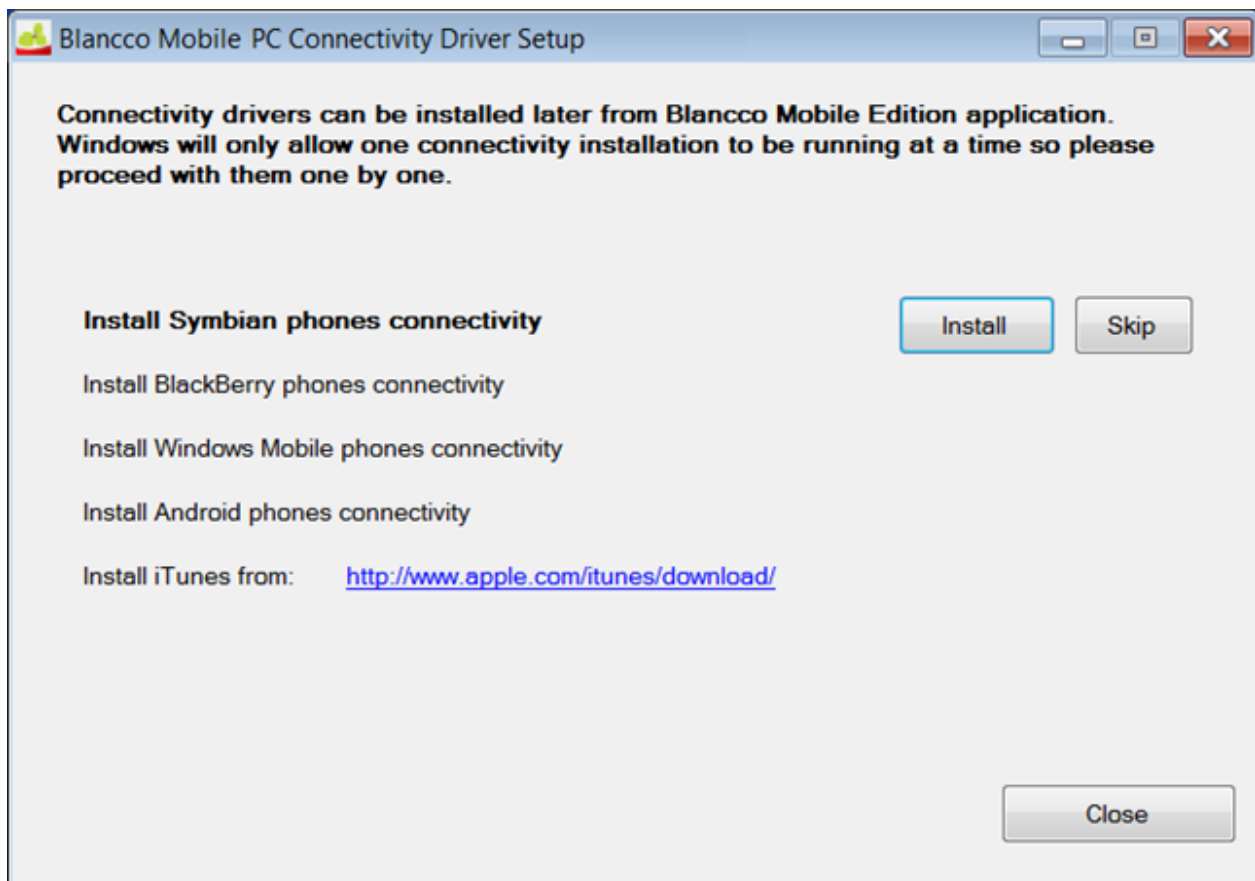 Blancco Mobile PC Connectivity Driver Setup
Connectivity drivers can be installed later from Blancco Mobile Edition application.
Windows will only allow one connectivity installation to be running at a time so please
proceed with them one by one.
Install Symbian phones connectivity
Install
Skip
Install BlackBerry phones connectivity
Install Windows Mobile phones connectivity
Install Android phones connectivity
Install iTunes from: http://www.apple.com/itunes/download/
Close